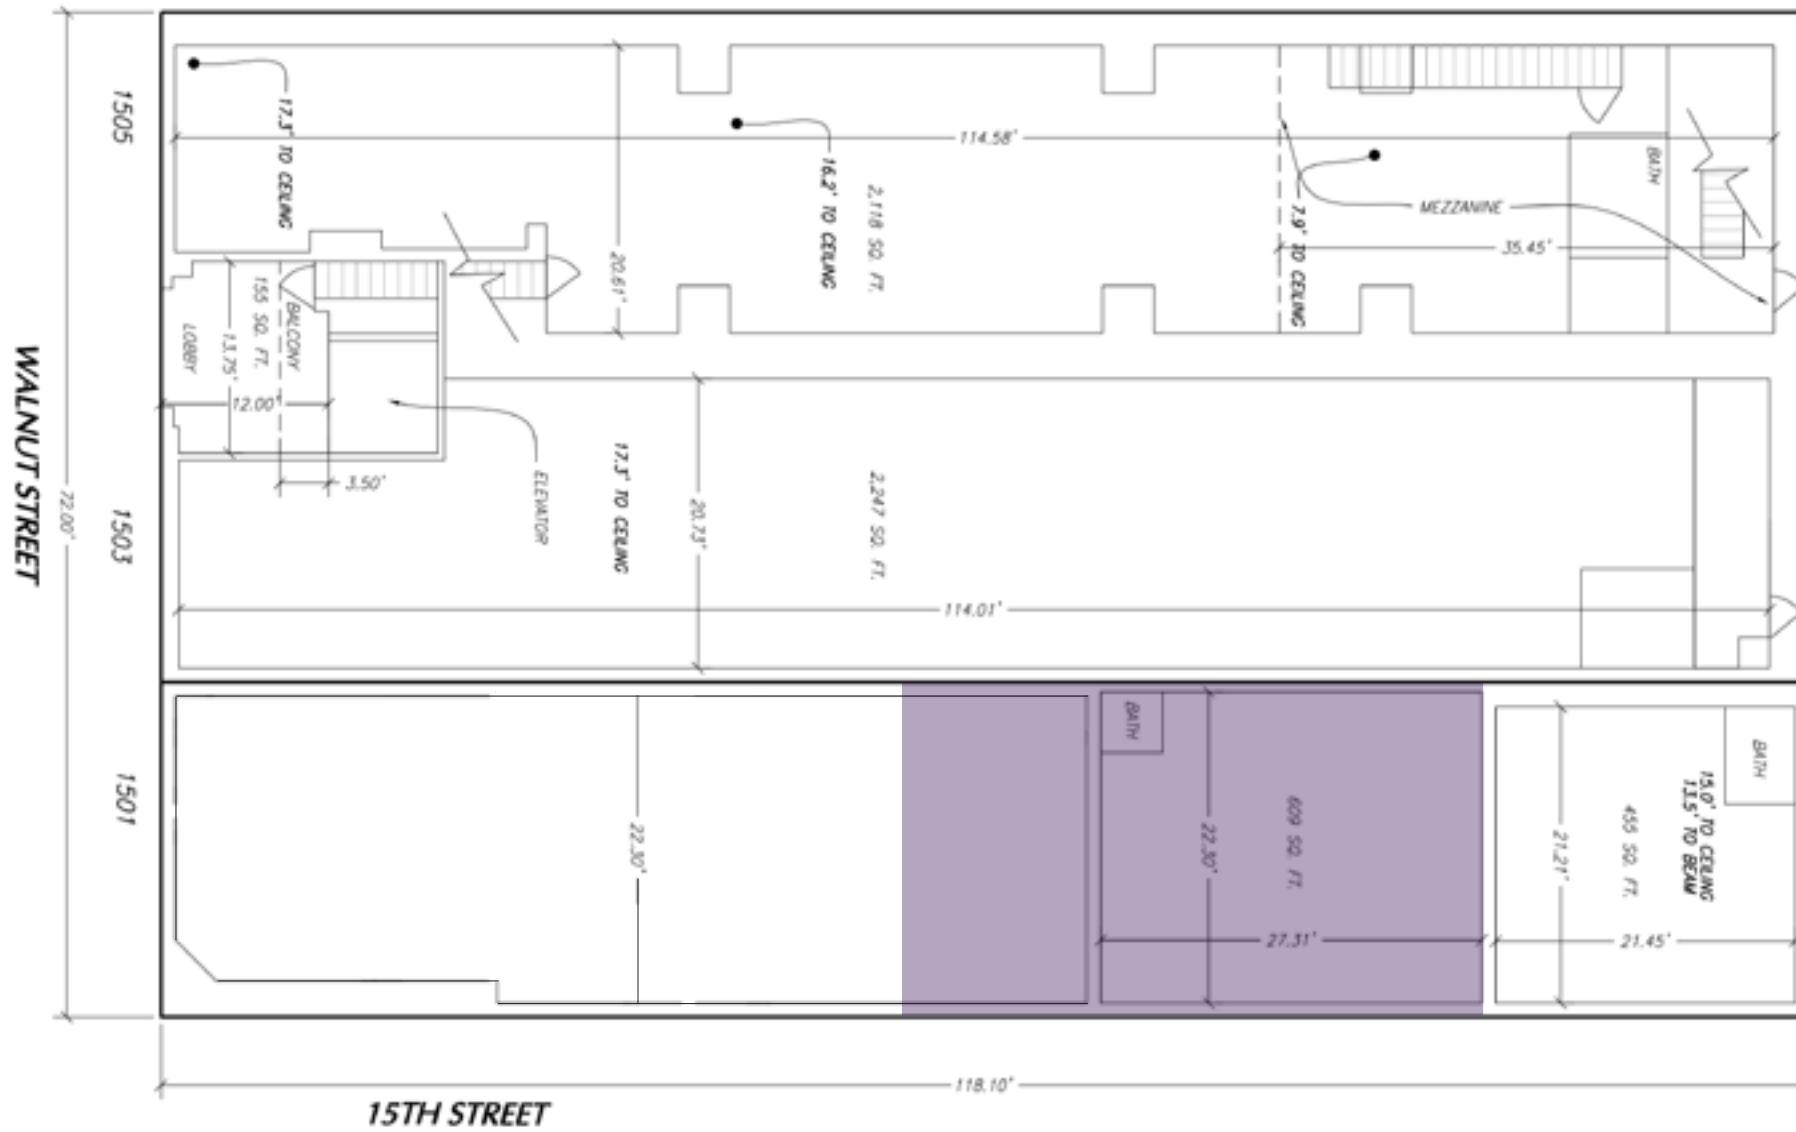 1505
17.3' TO CEILING
114.58'
16.2' TO CEILING
2,118 SQ. FT.
20.61'
7.9' TO CEILING
MEZZANINE
35.45'
BATH
LOBBY
13.75'
155 SQ. FT.
BALCONY
12.00'
3.50'
ELEVATOR
WALNUT STREET
72.00'
1503
17.3' TO CEILING
20.73'
2,247 SQ. FT.
114.01'
1501
22.30'
BATH
22.30'
609 SQ. FT.
27.31'
21.21'
455 SQ. FT.
15.0' TO CEILING
13.5' TO BEAM
BATH
21.45'
118.10'
15TH STREET